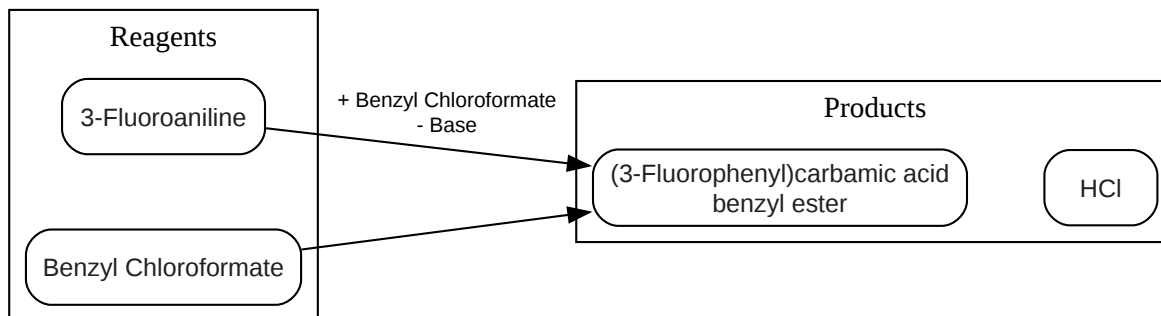 Reagents
3-Fluoroaniline
Benzyl Chloroformate
+ Benzyl Chloroformate
- Base
Products
(3-Fluorophenyl)carbamic acid
benzyl ester
HCl